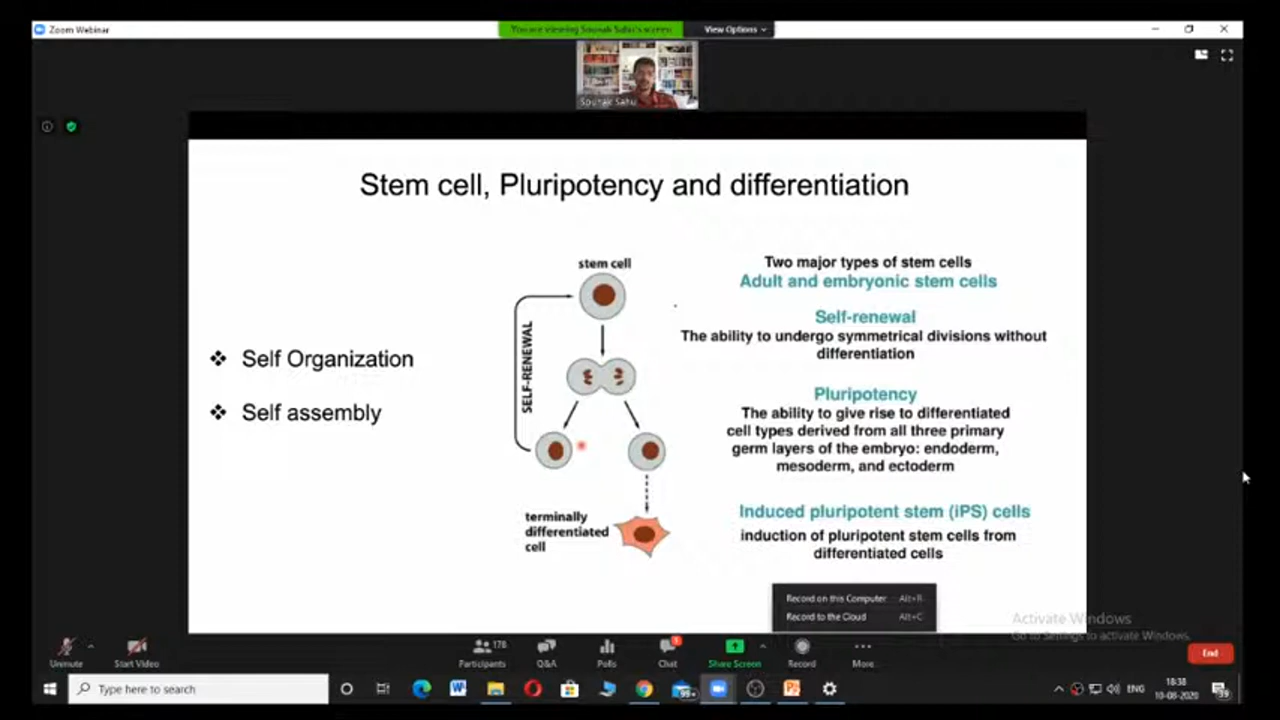 Zoom Webinar
You are viewing Sounak Sahu's screen
View Options
Sounak Sahu
Stem cell, Pluripotency and differentiation
❖ Self Organization
❖ Self assembly
stem cell
SELF-RENEWAL
terminally
differentiated
cell
Two major types of stem cells
Adult and embryonic stem cells
Self-renewal
The ability to undergo symmetrical divisions without
differentiation
Pluripotency
The ability to give rise to differentiated
cell types derived from all three primary
germ layers of the embryo: endoderm,
mesoderm, and ectoderm
Induced pluripotent stem (iPS) cells
induction of pluripotent stem cells from
differentiated cells
Record on this Computer Alt+R
Record to the Cloud Alt+C
Activate Windows
Go to Settings to activate Windows.
Unmute
Start Video
Participants
176
Q&A
Polls
Chat
1
Share Screen
Record
More
End
Type here to search
99+
ENG
18:38
10-08-2020